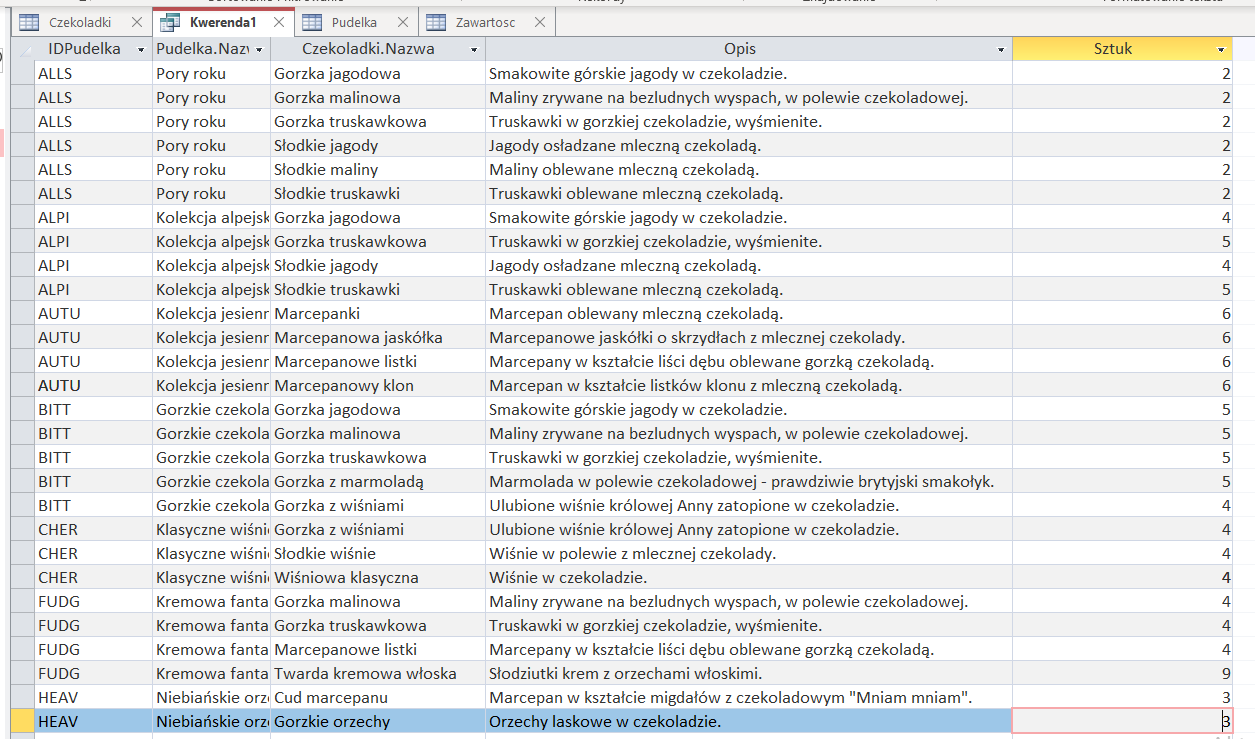 Czekoladki Kwerenda1 Pudelka Zawartosc
IDPudelka Pudelka.Nazw Czekoladki.Nazwa Opis Sztuk
ALLS Pory roku Gorzka jagodowa Smakowite górskie jagody w czekoladzie. 2
ALLS Pory roku Gorzka malinowa Maliny zrywane na bezludnych wyspach, w polewie czekoladowej. 2
ALLS Pory roku Gorzka truskawkowa Truskawki w gorzkiej czekoladzie, wyśmienite. 2
ALLS Pory roku Słodkie jagody Jagody osładzane mleczną czekoladą. 2
ALLS Pory roku Słodkie maliny Maliny oblewane mleczną czekoladą. 2
ALLS Pory roku Słodkie truskawki Truskawki oblewane mleczną czekoladą. 2
ALPI Kolekcja alpejsk Gorzka jagodowa Smakowite górskie jagody w czekoladzie. 4
ALPI Kolekcja alpejsk Gorzka truskawkowa Truskawki w gorzkiej czekoladzie, wyśmienite. 5
ALPI Kolekcja alpejsk Słodkie jagody Jagody osładzane mleczną czekoladą. 4
ALPI Kolekcja alpejsk Słodkie truskawki Truskawki oblewane mleczną czekoladą. 5
AUTU Kolekcja jesienn Marcepanki Marcepan oblewany mleczną czekoladą. 6
AUTU Kolekcja jesienn Marcepanowa jaskółka Marcepanowe jaskółki o skrzydłach z mlecznej czekolady. 6
AUTU Kolekcja jesienn Marcepanowe listki Marcepany w kształcie liści dębu oblewane gorzką czekoladą. 6
AUTU Kolekcja jesienn Marcepanowy klon Marcepan w kształcie listków klonu z mleczną czekoladą. 6
BITT Gorzkie czekola Gorzka jagodowa Smakowite górskie jagody w czekoladzie. 5
BITT Gorzkie czekola Gorzka malinowa Maliny zrywane na bezludnych wyspach, w polewie czekoladowej. 5
BITT Gorzkie czekola Gorzka truskawkowa Truskawki w gorzkiej czekoladzie, wyśmienite. 5
BITT Gorzkie czekola Gorzka z marmoladą Marmolada w polewie czekoladowej - prawdziwie brytyjski smakołyk. 5
BITT Gorzkie czekola Gorzka z wiśniami Ulubione wiśnie królowej Anny zatopione w czekoladzie. 4
CHER Klasyczne wiśni Gorzka z wiśniami Ulubione wiśnie królowej Anny zatopione w czekoladzie. 4
CHER Klasyczne wiśni Słodkie wiśnie Wiśnie w polewie z mlecznej czekolady. 4
CHER Klasyczne wiśni Wiśniowa klasyczna Wiśnie w czekoladzie. 4
FUDG Kremowa fanta Gorzka malinowa Maliny zrywane na bezludnych wyspach, w polewie czekoladowej. 4
FUDG Kremowa fanta Gorzka truskawkowa Truskawki w gorzkiej czekoladzie, wyśmienite. 4
FUDG Kremowa fanta Marcepanowe listki Marcepany w kształcie liści dębu oblewane gorzką czekoladą. 4
FUDG Kremowa fanta Twarda kremowa włoska Słodziutki krem z orzechami włoskimi. 9
HEAV Niebiańskie orze Cud marcepanu Marcepan w kształcie migdałów z czekoladowym "Mniam mniam". 3
HEAV Niebiańskie orze Gorzkie orzechy Orzechy laskowe w czekoladzie. 3